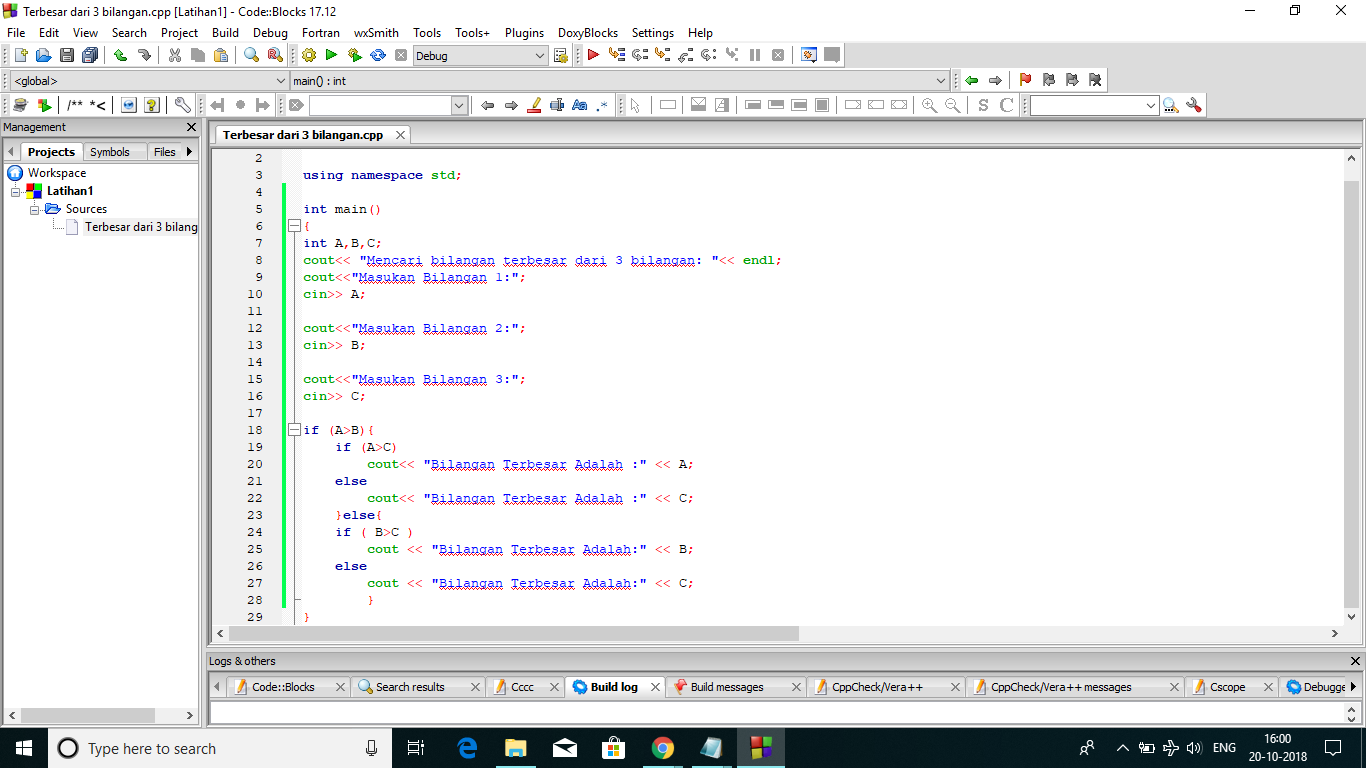 Terbesar dari 3 bilangan.cpp [Latihan1] - Code::Blocks 17.12
File Edit View Search Project Build Debug Fortran wxSmith Tools Tools+ Plugins DoxyBlocks Settings Help
Debug
<global> main() : int
/** *<
Aa .*
S C
Management
Terbesar dari 3 bilangan.cpp
Projects Symbols Files
Workspace
Latihan1
Sources
Terbesar dari 3 bilang
2
3 using namespace std;
4
5 int main()
6 {
7 int A,B,C;
8 cout<< "Mencari bilangan terbesar dari 3 bilangan: "<< endl;
9 cout<<"Masukan Bilangan 1:";
10 cin>> A;
11
12 cout<<"Masukan Bilangan 2:";
13 cin>> B;
14
15 cout<<"Masukan Bilangan 3:";
16 cin>> C;
17
18 if (A>B){
19 if (A>C)
20 cout<< "Bilangan Terbesar Adalah :" << A;
21 else
22 cout<< "Bilangan Terbesar Adalah :" << C;
23 }else{
24 if ( B>C )
25 cout << "Bilangan Terbesar Adalah:" << B;
26 else
27 cout << "Bilangan Terbesar Adalah:" << C;
28 }
29 }
Logs & others
Code::Blocks Search results Cccc Build log Build messages CppCheck/Vera++ CppCheck/Vera++ messages Cscope Debugge
Type here to search
ENG
16:00
20-10-2018